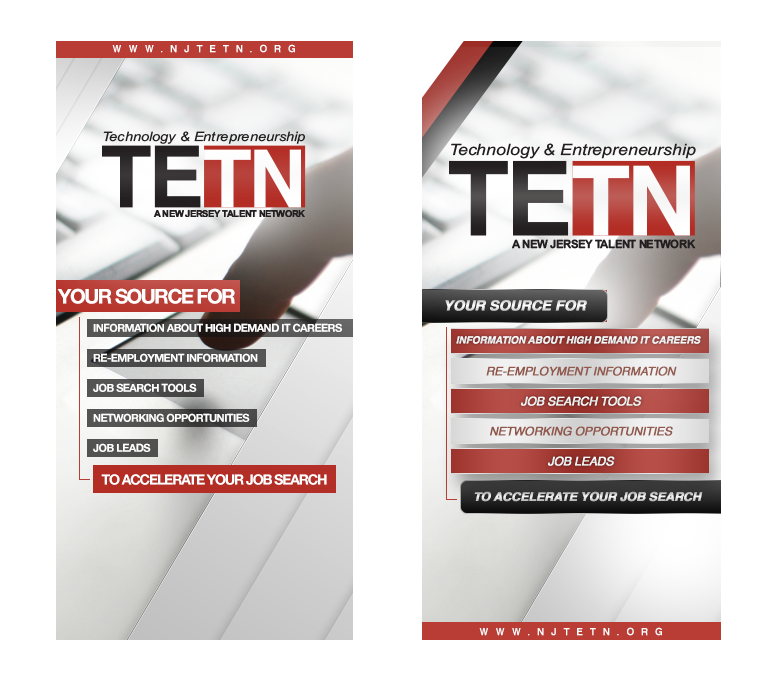 WWW.NJTETN.ORG
Technology & Entrepreneurship
TETN
A NEW JERSEY TALENT NETWORK
YOUR SOURCE FOR
INFORMATION ABOUT HIGH DEMAND IT CAREERS
RE-EMPLOYMENT INFORMATION
JOB SEARCH TOOLS
NETWORKING OPPORTUNITIES
JOB LEADS
TO ACCELERATE YOUR JOB SEARCH
Technology & Entrepreneurship
TETN
A NEW JERSEY TALENT NETWORK
YOUR SOURCE FOR
INFORMATION ABOUT HIGH DEMAND IT CAREERS
RE-EMPLOYMENT INFORMATION
JOB SEARCH TOOLS
NETWORKING OPPORTUNITIES
JOB LEADS
TO ACCELERATE YOUR JOB SEARCH
WWW.NJTETN.ORG